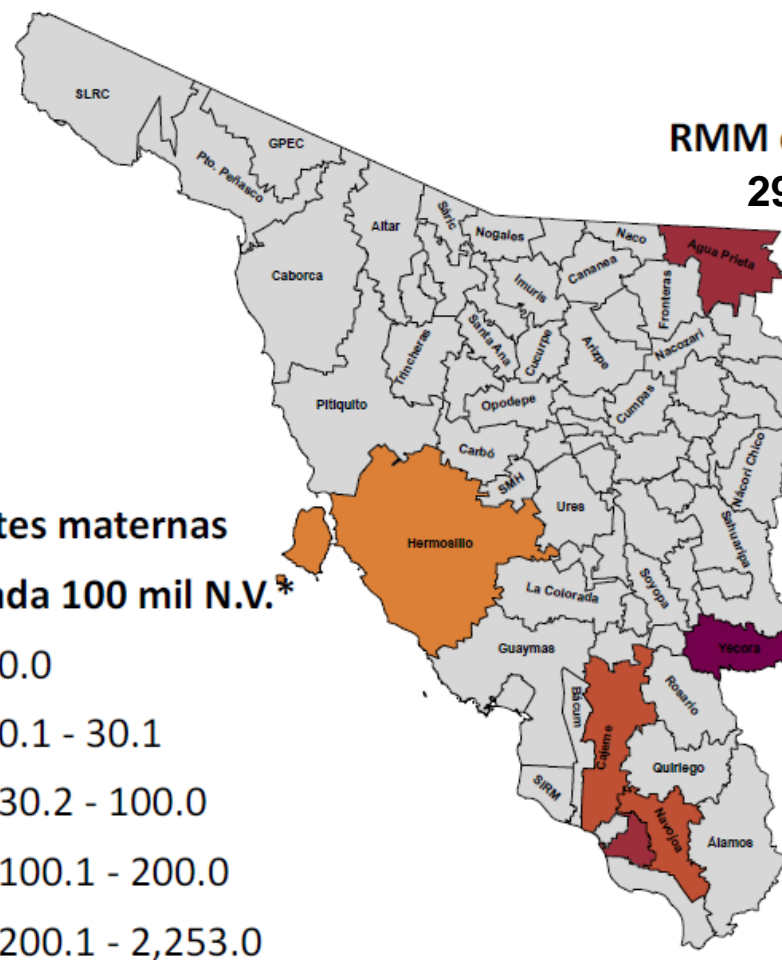 SLRC
GPEC
Pto. Peñasco
RMM
29
Altar
Sáric
Nogales
Naco
Agua Prieta
Caborca
Imuris
Cananea
Fronteras
Trincheras
Santa Ana
Cucurpe
Arizpe
Nacozari
Pitiquito
Opodepe
Cumpas
Carbó
SMH
Nácori Chico
Ures
Sahuaripa
tes maternas
Hermosillo
ada 100 mil N.V.*
La Colorada
Soyopa
0.0
Guaymas
Yécora
Bácum
Rosario
0.1 - 30.1
Cajeme
Quiriego
30.2 - 100.0
SIRM
Navojoa
Álamos
100.1 - 200.0
200.1 - 2,253.0